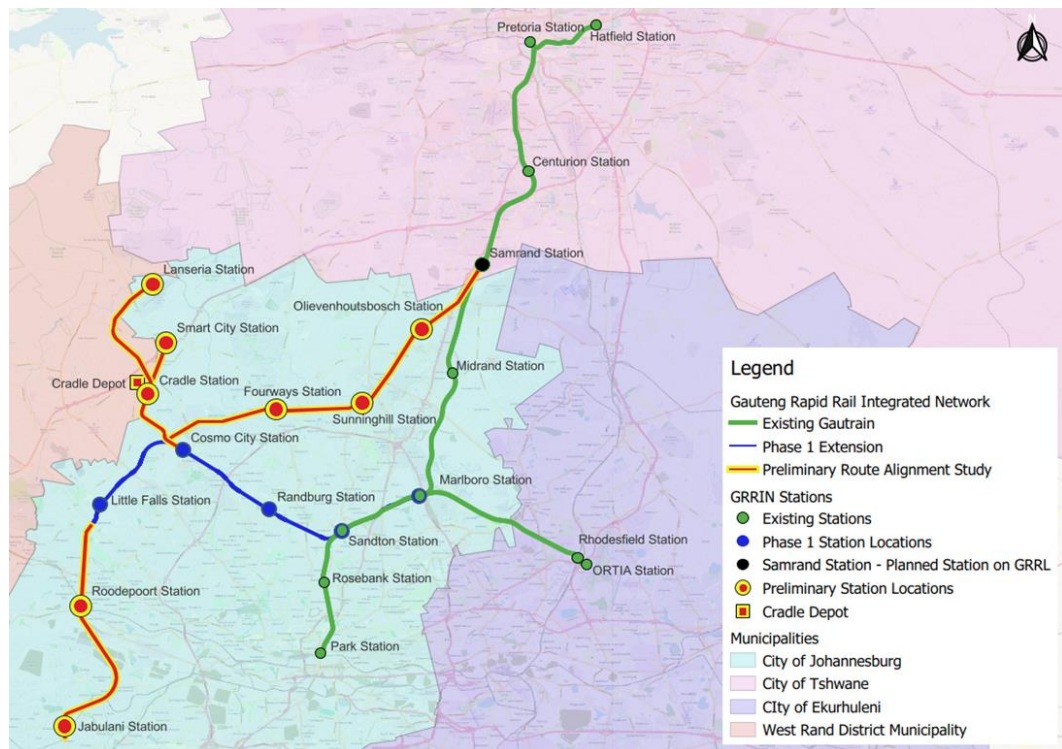 Pretoria Station
Hatfield Station
Centurion Station
Samrand Station
Lanseria Station
Olievenhoutsbosch Station
Smart City Station
Midrand Station
Cradle Depot
Cradle Station
Fourways Station
Sunninghill Station
Cosmo City Station
Marlboro Station
Little Falls Station
Randburg Station
Sandton Station
Rhodesfield Station
ORTIA Station
Rosebank Station
Roodepoort Station
Park Station
Jabulani Station
Legend
Gauteng Rapid Rail Integrated Network
Existing Gautrain
Phase 1 Extension
Preliminary Route Alignment Study
GRRIN Stations
Existing Stations
Phase 1 Station Locations
Samrand Station - Planned Station on GRRL
Preliminary Station Locations
Cradle Depot
Municipalities
City of Johannesburg
City of Tshwane
CIty of Ekurhuleni
West Rand District Municipality